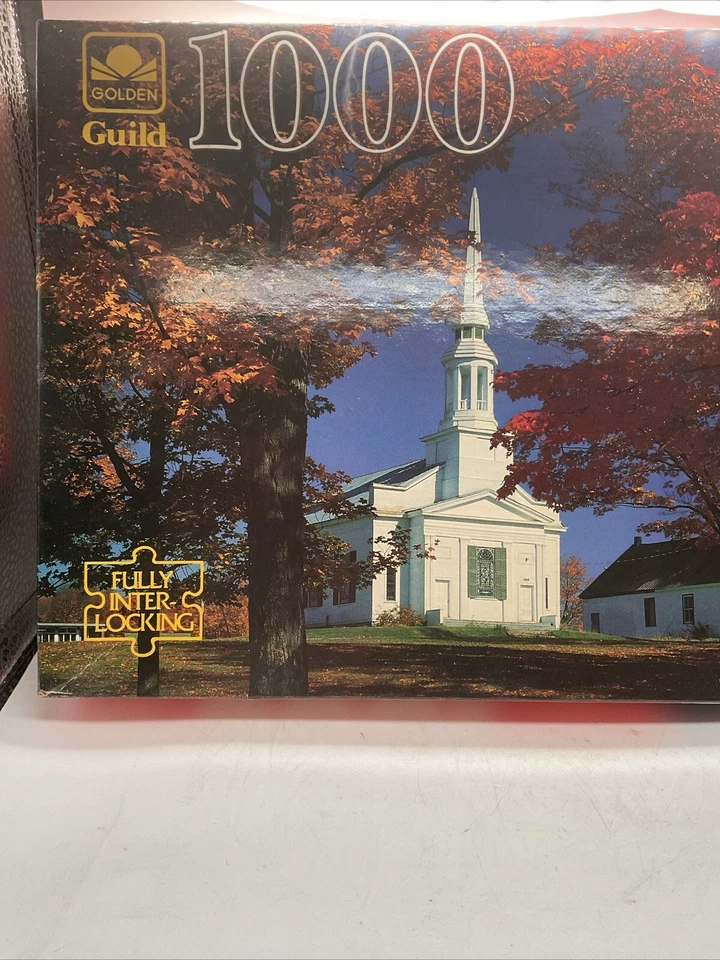 GOLDEN
Guild
1000
FULLY
INTER-
LOCKING